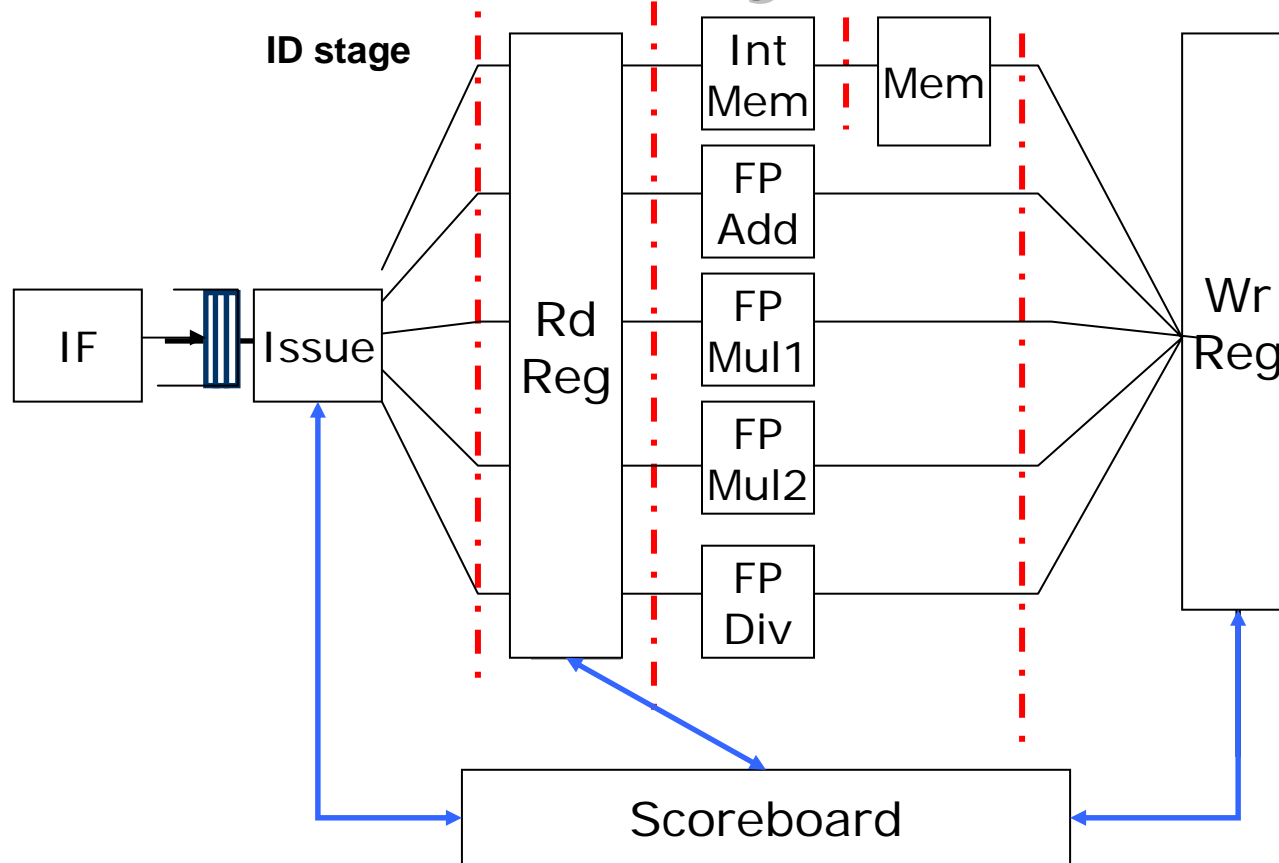 ID stage
IF
Issue
Rd
Reg
Int
Mem
Mem
FP
Add
FP
Mul1
FP
Mul2
FP
Div
Wr
Reg
Scoreboard